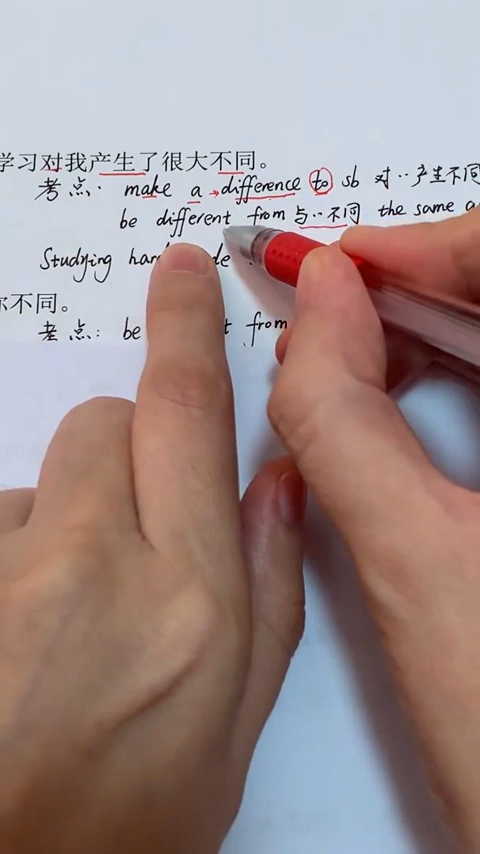 学习对我产生了很大不同。
考点: make a → difference to sb 对‥产生不同
be different from 与‥不同 the same
Studying
你不同。
考点: be from